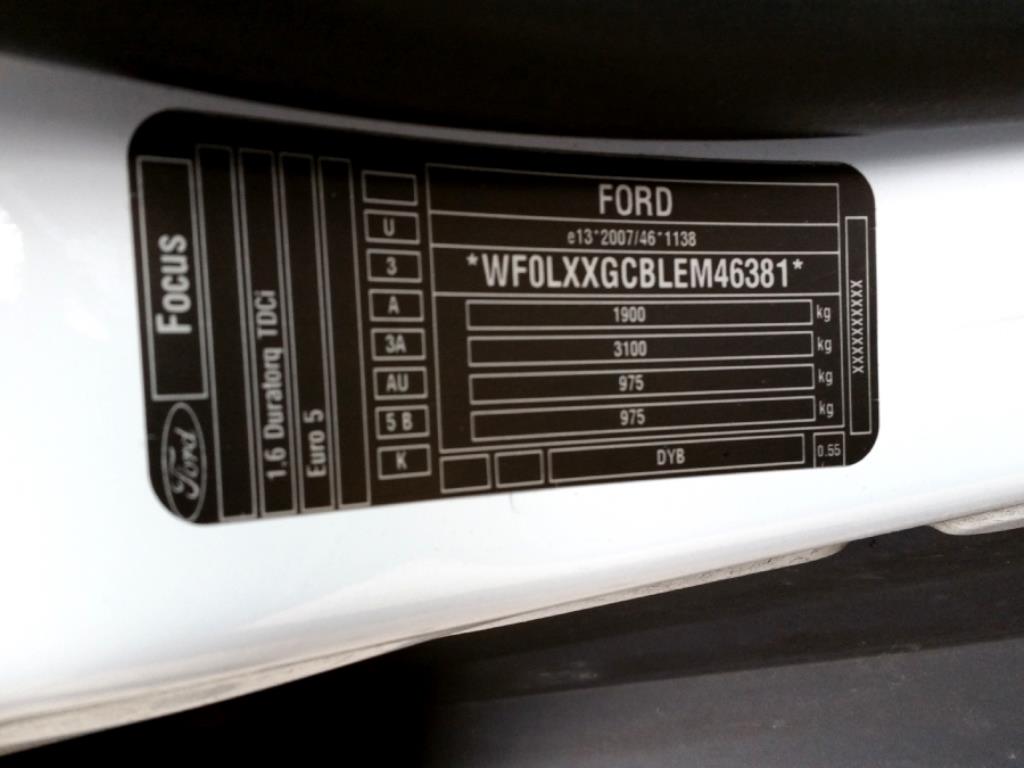 Focus
Ford
1.6 Duratorq TDCi
Euro 5
U
3
A
3A
AU
5 B
K
FORD
e13*2007/46*1138
*WF0LXXGCBLEM46381*
1900 kg
3100 kg
975 kg
975 kg
DYB
0.55
XXXXXXXXXX